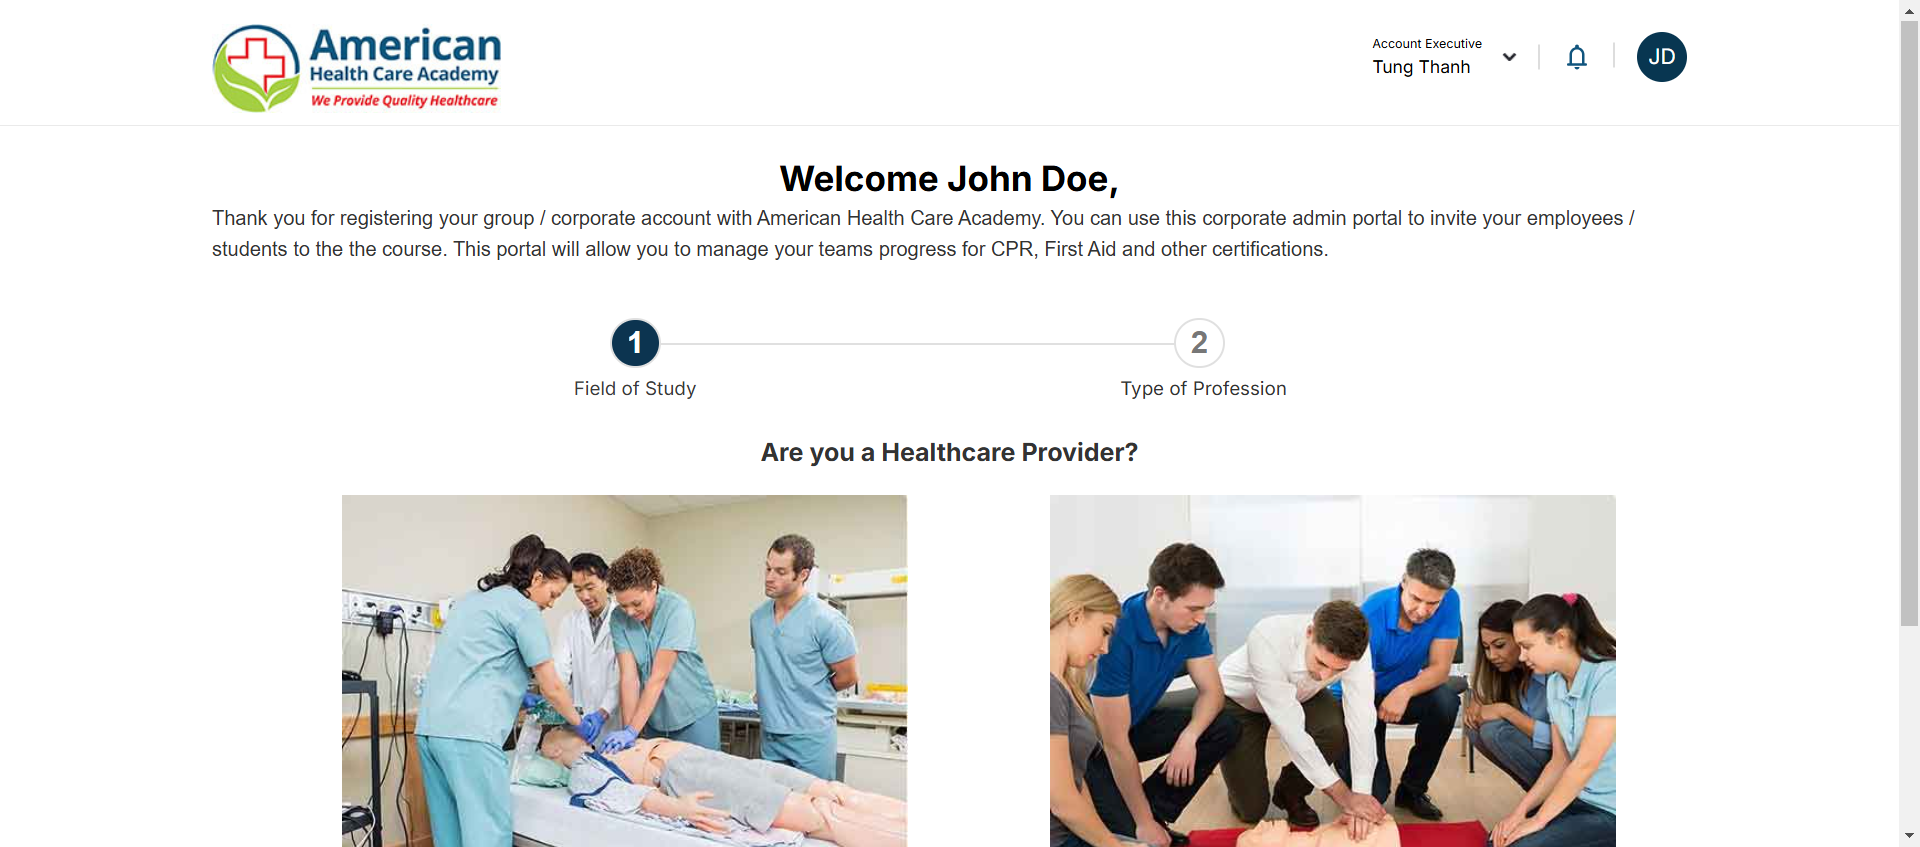 American
Health Care Academy
We Provide Quality Healthcare
Account Executive
Tung Thanh
JD
Welcome John Doe,
Thank you for registering your group / corporate account with American Health Care Academy. You can use this corporate admin portal to invite your employees /
students to the the course. This portal will allow you to manage your teams progress for CPR, First Aid and other certifications.
1
2
Field of Study
Type of Profession
Are you a Healthcare Provider?